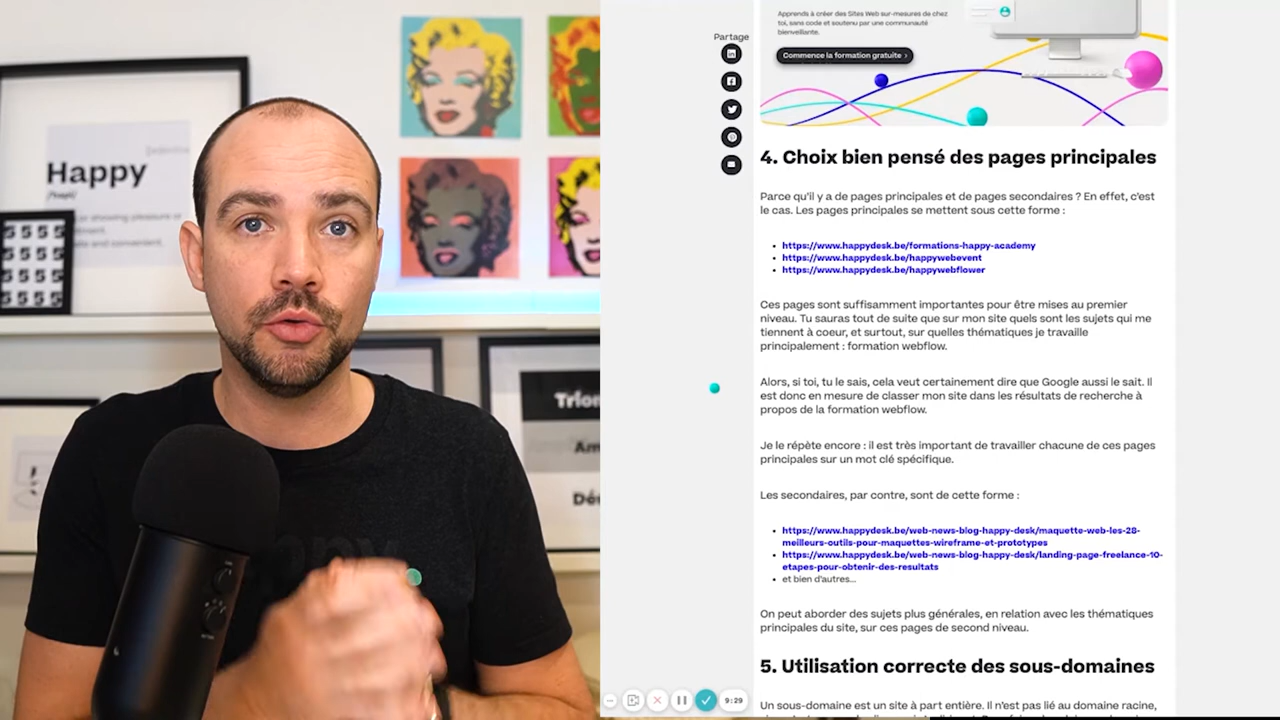 Happy
Apprends à créer des Sites Web sur-mesures de chez
toi, sans code et soutenu par une communauté
bienveillante.
Commence la formation gratuite ›
Partage
4. Choix bien pensé des pages principales
Parce qu'il y a de pages principales et de pages secondaires ? En effet, c'est
le cas. Les pages principales se mettent sous cette forme :
• https://www.happydesk.be/formations-happy-academy
• https://www.happydesk.be/happywebevent
• https://www.happydesk.be/happywebflower
Ces pages sont suffisamment importantes pour être mises au premier
niveau. Tu sauras tout de suite que sur mon site quels sont les sujets qui me
tiennent à coeur, et surtout, sur quelles thématiques je travaille
principalement : formation webflow.
Alors, si toi, tu le sais, cela veut certainement dire que Google aussi le sait. Il
est donc en mesure de classer mon site dans les résultats de recherche à
propos de la formation webflow.
Je le répète encore : il est très important de travailler chacune de ces pages
principales sur un mot clé spécifique.
Les secondaires, par contre, sont de cette forme :
• https://www.happydesk.be/web-news-blog-happy-desk/maquette-web-les-28-
meilleurs-outils-pour-maquettes-wireframe-et-prototypes
• https://www.happydesk.be/web-news-blog-happy-desk/landing-page-freelance-10-
etapes-pour-obtenir-des-resultats
• et bien d'autres...
On peut aborder des sujets plus générales, en relation avec les thématiques
principales du site, sur ces pages de second niveau.
5. Utilisation correcte des sous-domaines
Un sous-domaine est un site à part entière. Il n'est pas lié au domaine racine,
9:29